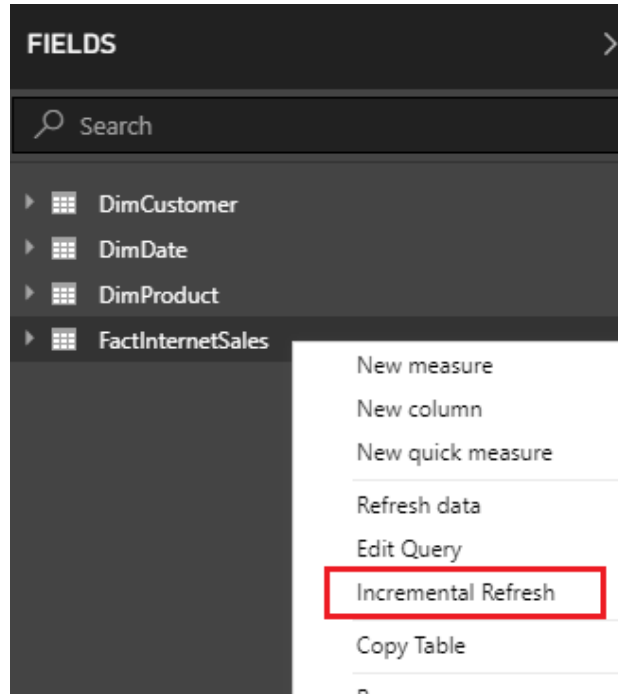 FIELDS
Search
DimCustomer
DimDate
DimProduct
FactInternetSales
New measure
New column
New quick measure
Refresh data
Edit Query
Incremental Refresh
Copy Table